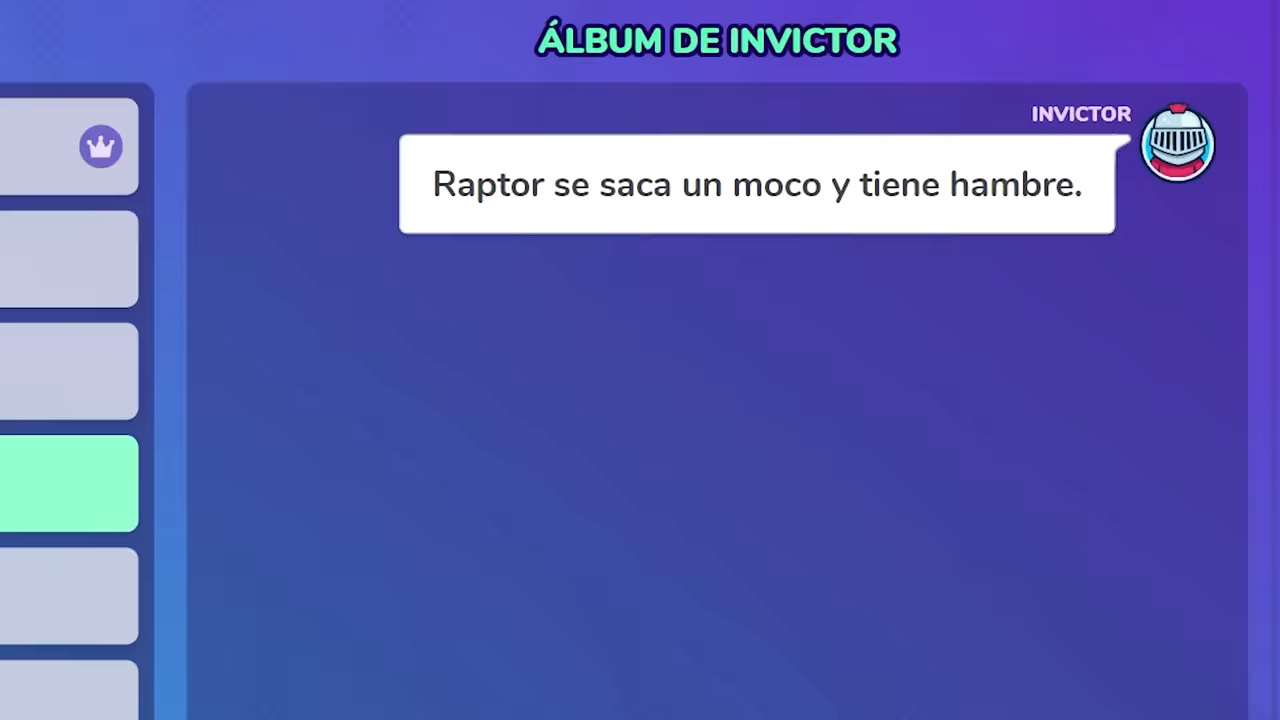 ÁLBUM DE INVICTOR
INVICTOR
Raptor se saca un moco y tiene hambre.